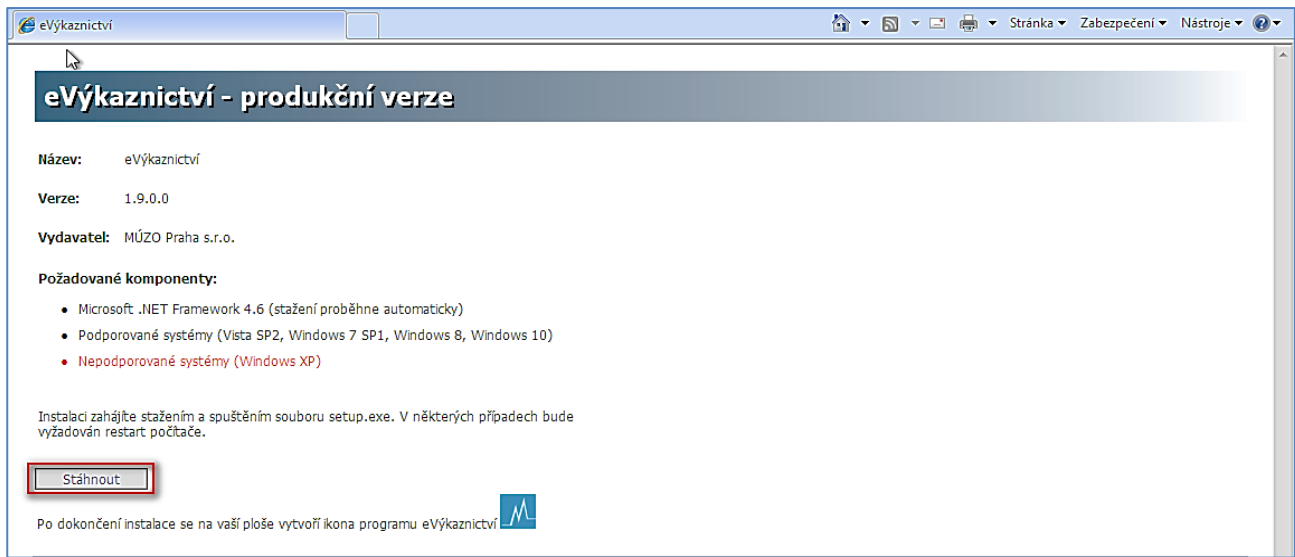 eVýkaznictví
Stránka Zabezpečení Nástroje
eVýkaznictví - produkční verze
Název: eVýkaznictví
Verze: 1.9.0.0
Vydavatel: MÚZO Praha s.r.o.
Požadované komponenty:
• Microsoft .NET Framework 4.6 (stažení proběhne automaticky)
• Podporované systémy (Vista SP2, Windows 7 SP1, Windows 8, Windows 10)
• Nepodporované systémy (Windows XP)
Instalaci zahájíte stažením a spuštěním souboru setup.exe. V některých případech bude
vyžadován restart počítače.
Stáhnout
Po dokončení instalace se na vaší ploše vytvoří ikona programu eVýkaznictví